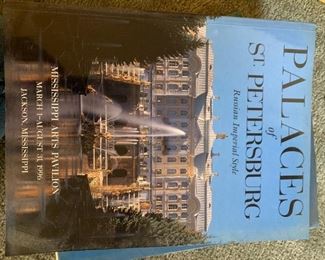 PALACES
of
ST. PETERSBURG
Russian Imperial Style
MISSISSIPPI ARTS PAVILION
MARCH 1–AUGUST 31, 1996
JACKSON, MISSISSIPPI